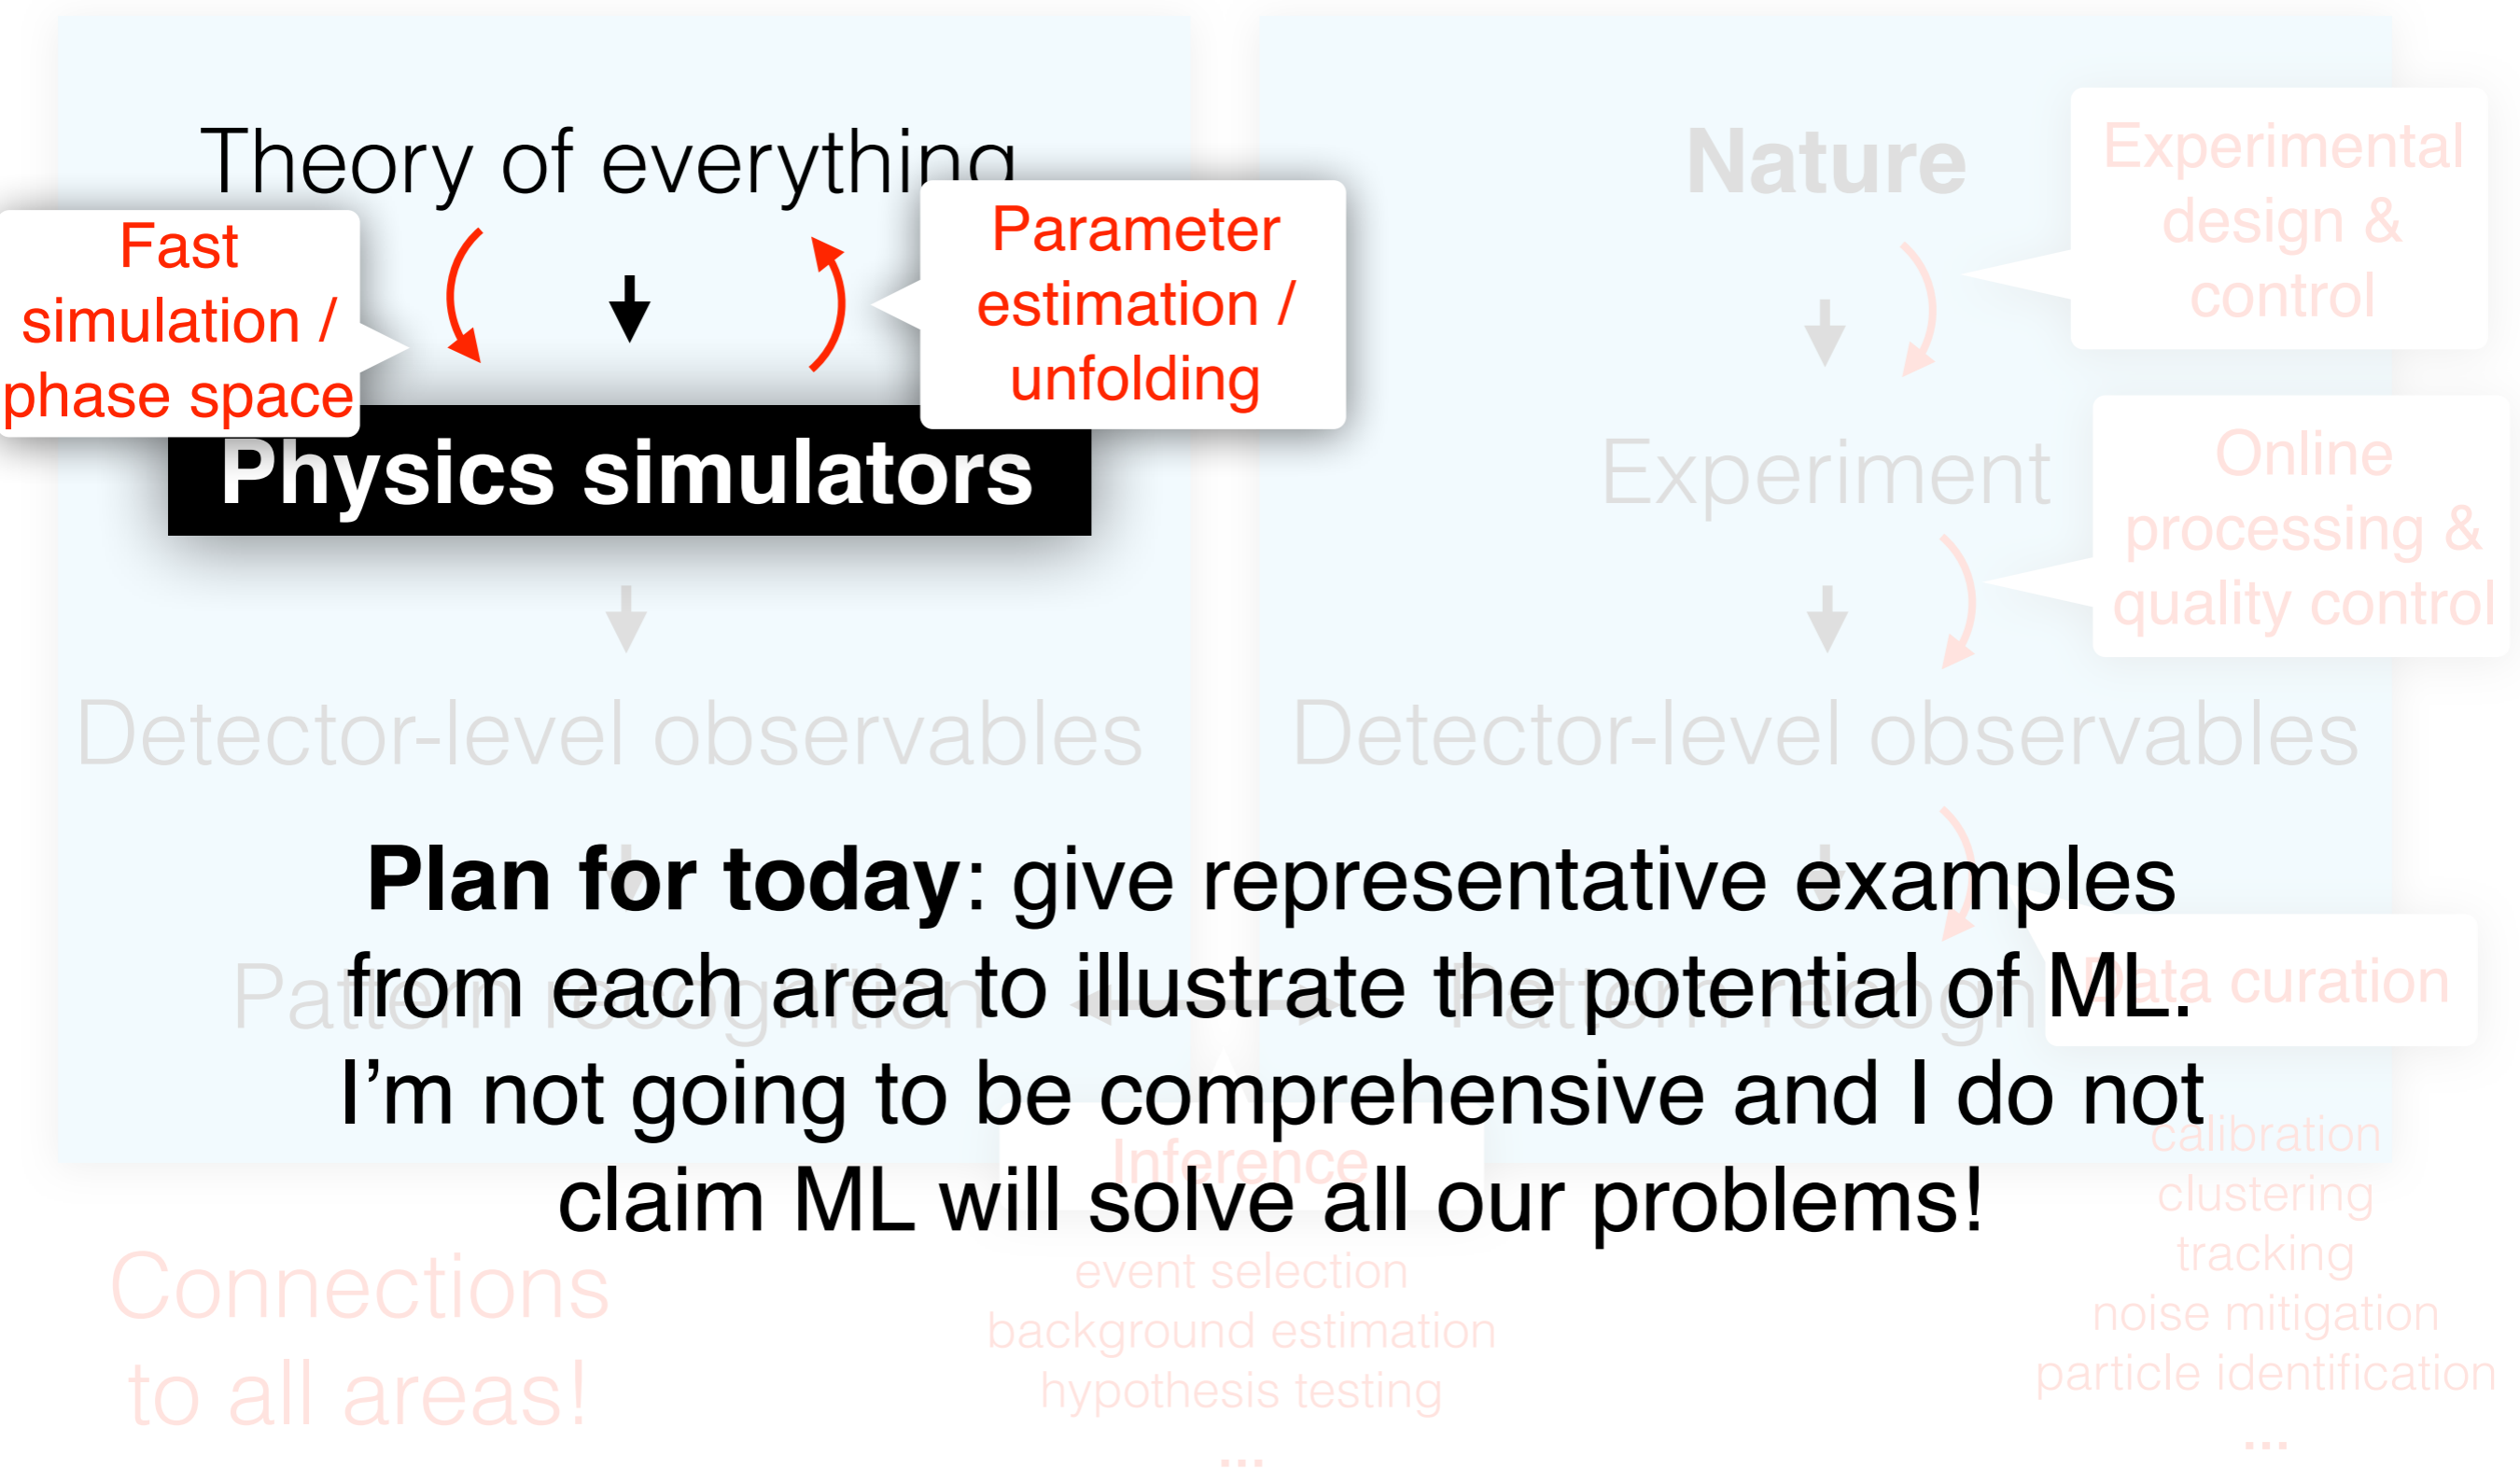 Theory of everything
Fast
simulation /
phase space
Parameter
estimation /
unfolding
Physics simulators
Detector-level observables
Pattern recognition
Nature
Experimental
design &
control
Experiment
Online
processing &
quality control
Detector-level observables
Pattern recogn
Data curation
Plan for today: give representative examples
from each area to illustrate the potential of ML.
I’m not going to be comprehensive and I do not
claim ML will solve all our problems!
Inference
event selection
background estimation
hypothesis testing
...
calibration
clustering
tracking
noise mitigation
particle identification
...
Connections
to all areas!